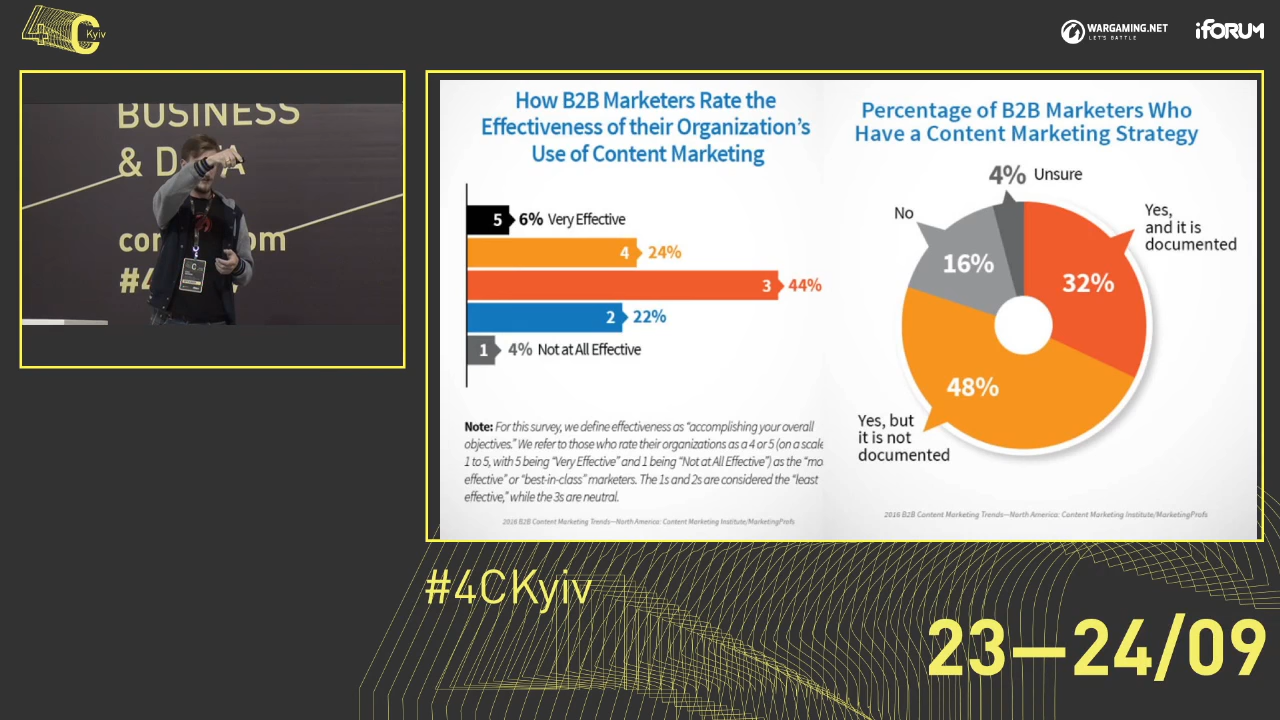 4C Kyiv
WARGAMING.NET
LET'S BATTLE
iFORUM
BUSINESS
& D
A
com
#4
C
How B2B Marketers Rate the
Effectiveness of their Organization's
Use of Content Marketing
5 6% Very Effective
4 24%
3 44%
2 22%
1 4% Not at All Effective
Note: For this survey, we define effectiveness as "accomplishing your overall
objectives." We refer to those who rate their organizations as a 4 or 5 (on a scale
1 to 5, with 5 being "Very Effective" and 1 being "Not at All Effective") as the "mo
effective" or "best-in-class" marketers. The 1s and 2s are considered the "least
effective," while the 3s are neutral.
2016 B2B Content Marketing Trends—North America: Content Marketing Institute/MarketingProfs
Percentage of B2B Marketers Who
Have a Content Marketing Strategy
4% Unsure
No
16%
Yes,
and it is
documented
32%
48%
Yes, but
it is not
documented
2016 B2B Content Marketing Trends—North America: Content Marketing Institute/MarketingProfs
#4CKyiv
23—24/09